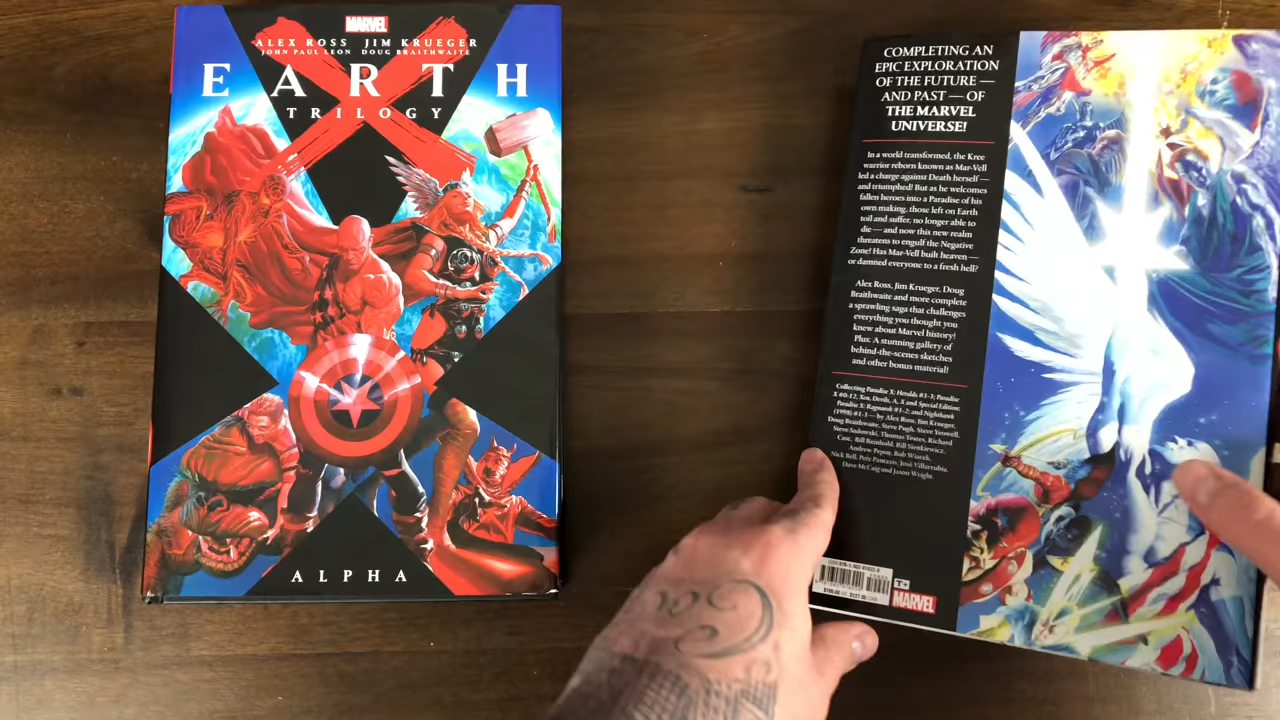 MARVEL
ALEX ROSS JIM KRUEGER
JOHN PAUL LEON DOUG BRAITHWAITE
EARTH
X
TRILOGY
ALPHA
COMPLETING AN
EPIC EXPLORATION
OF THE FUTURE —
AND PAST — OF
THE MARVEL
UNIVERSE!
In a world transformed, the Kree
warrior reborn known as Mar-Vell
led a charge against Death herself —
and triumphed! But as he welcomes
fallen heroes into a Paradise of his
own making, those left on Earth
toil and suffer, no longer able to
die — and now this new realm
threatens to engulf the Negative
Zone! Has Mar-Vell built heaven —
or damned everyone to a fresh hell?
Alex Ross, Jim Krueger, Doug
Braithwaite and more complete
a sprawling saga that challenges
everything you thought you
knew about Marvel history!
Plus: A stunning gallery of
behind-the-scenes sketches
and other bonus material!
Collecting Paradise X: Heralds #1-3; Paradise
X #0-12, Xen, Devils, A, X and Special Edition;
Paradise X: Ragnarok #1-2; and Nighthawk
(1998) #1-3 — by Alex Ross, Jim Krueger,
Doug Braithwaite, Steve Pugh, Steve Yeowell,
Steve Sadowski, Thomas Yeates, Richard
Case, Bill Reinhold, Bill Sienkiewicz,
Andrew Pepoy, Bob Wiacek,
Nick Bell, Pete Pantazis, José Villarrubia,
Dave McCaig and Jason Wright.
T+
MARVEL